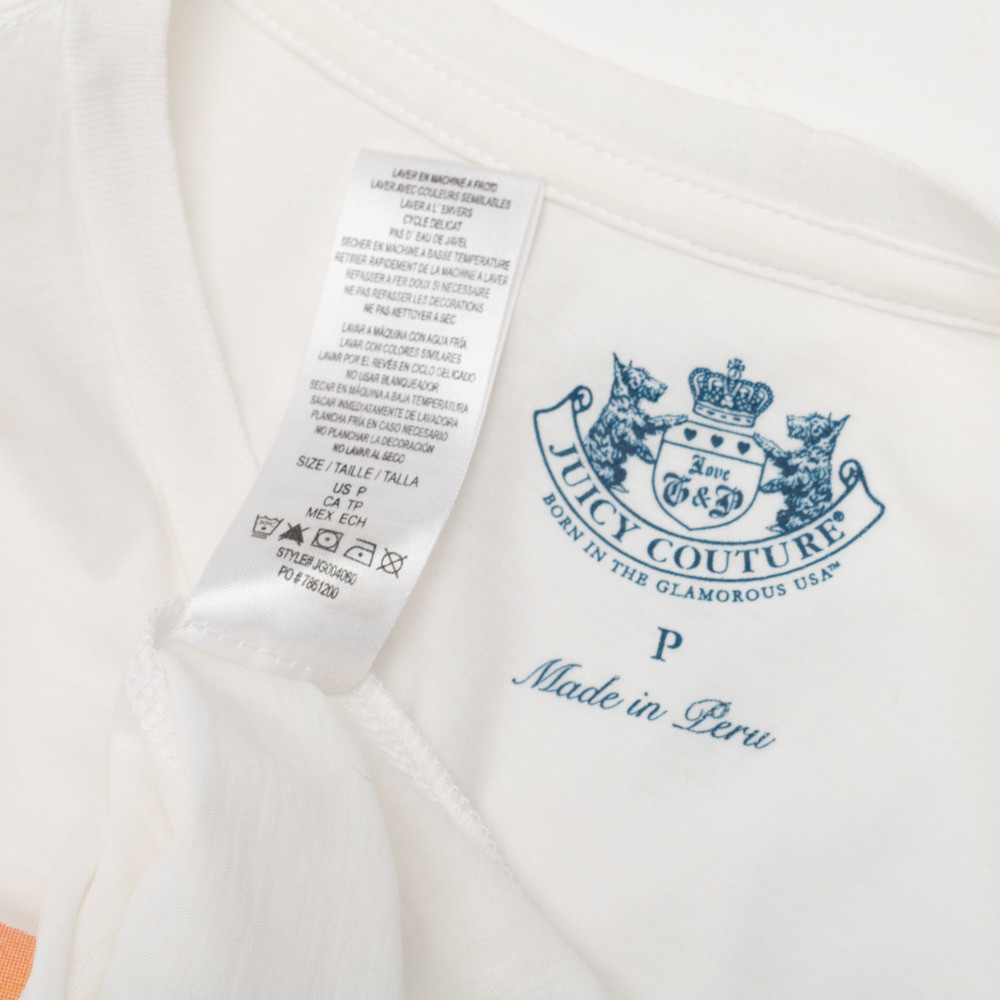 LAVER EN MACHINE A FROID
LAVER AVEC COULEURS SEMBLABLES
LAVER A L' ENVERS
CYCLE DELICAT
PAS D' EAU DE JAVEL
SECHER EN MACHINE A BASSE TEMPERATURE
RETIRER RAPIDEMENT DE LA MACHINE A LAVER
REPASSER A FER DOUX SI NECESSAIRE
NE PAS REPASSER LES DECORATIONS
NE PAS NETTOYER A SEC
LAVAR A MÁQUINA CON AGUA FRÍA
LAVAR CON COLORES SIMILARES
LAVAR POR EL REVÉS EN CICLO DELICADO
NO USAR BLANQUEADOR
SECAR EN MÁQUINA A BAJA TEMPERATURA
SACAR INMEDIATAMENTE DE LAVADORA
PLANCHA FRÍA EN CASO NECESARIO
NO PLANCHAR LA DECORACIÓN
NO LAVAR AL SECO
SIZE / TAILLE / TALLA
US P
CA TP
MEX ECH
STYLE# JG004060
PO # 7861200
Love
G & P
JUICY COUTURE®
BORN IN THE GLAMOROUS USA™
P
Made in Peru